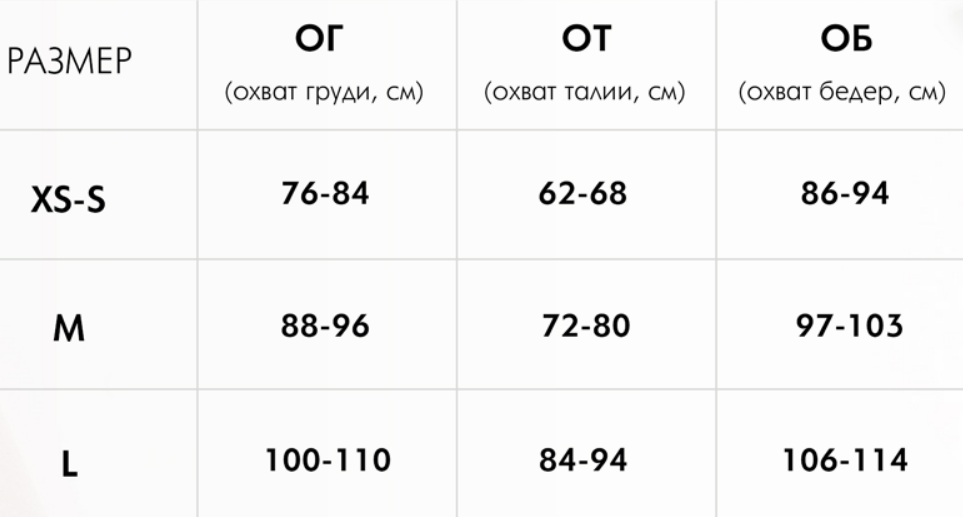 РАЗМЕР
ОГ
(охват груди, см)
ОТ
(охват талии, см)
ОБ
(охват бедер, см)
XS-S
76-84
62-68
86-94
M
88-96
72-80
97-103
L
100-110
84-94
106-114